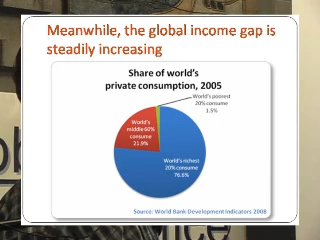 Meanwhile, the global income gap is
steadily increasing
Share of world's
private consumption, 2005
World's poorest
20% consume
1.5%
World's
middle 60%
consume
21.9%
World's richest
20% consume
76.6%
Source: World Bank Development Indicators 2008